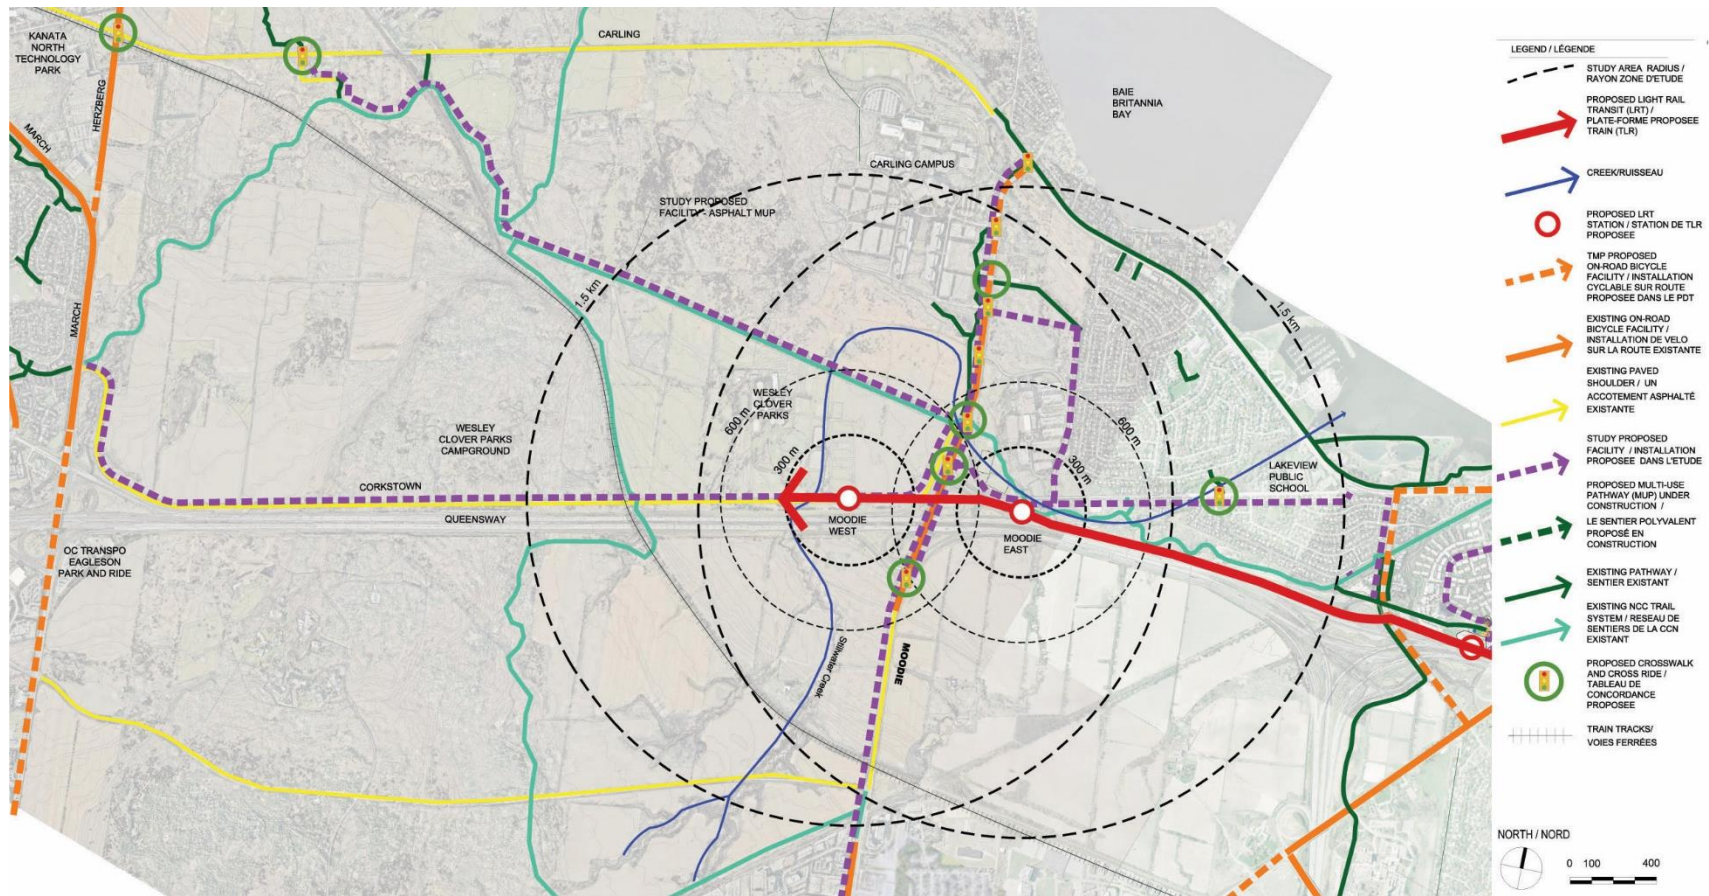 KANATA
NORTH
TECHNOLOGY
PARK
HERZBERG
CARLING
MARCH
BAIE
BRITANNIA
BAY
CARLING CAMPUS
STUDY PROPOSED
FACILITY - ASPHALT MUP
1.5 km
1.5 km
MARCH
WESLEY
CLOVER
PARKS
600 m
600 m
WESLEY
CLOVER PARKS
CAMPGROUND
300 m
300 m
LAKEVIEW
PUBLIC
SCHOOL
CORKSTOWN
QUEENSWAY
MOODIE
WEST
MOODIE
EAST
OC TRANSPO
EAGLESON
PARK AND RIDE
Stillwater Creek
MOODIE
LEGEND / LÉGENDE
STUDY AREA RADIUS /
RAYON ZONE D'ETUDE
PROPOSED LIGHT RAIL
TRANSIT (LRT) /
PLATE-FORME PROPOSEE
TRAIN (TLR)
CREEK/RUISSEAU
PROPOSED LRT
STATION / STATION DE TLR
PROPOSEE
TMP PROPOSED
ON-ROAD BICYCLE
FACILITY / INSTALLATION
CYCLABLE SUR ROUTE
PROPOSEE DANS LE PDT
EXISTING ON-ROAD
BICYCLE FACILITY /
INSTALLATION DE VELO
SUR LA ROUTE EXISTANTE
EXISTING PAVED
SHOULDER / UN
ACCOTEMENT ASPHALTÉ
EXISTANTE
STUDY PROPOSED
FACILITY / INSTALLATION
PROPOSEE DANS L'ETUDE
PROPOSED MULTI-USE
PATHWAY (MUP) UNDER
CONSTRUCTION /
LE SENTIER POLYVALENT
PROPOSÉ EN
CONSTRUCTION
EXISTING PATHWAY /
SENTIER EXISTANT
EXISTING NCC TRAIL
SYSTEM / RESEAU DE
SENTIERS DE LA CCN
EXISTANT
PROPOSED CROSSWALK
AND CROSS RIDE /
TABLEAU DE
CONCORDANCE
PROPOSEE
TRAIN TRACKS/
VOIES FERRÉES
NORTH / NORD
0 100 400